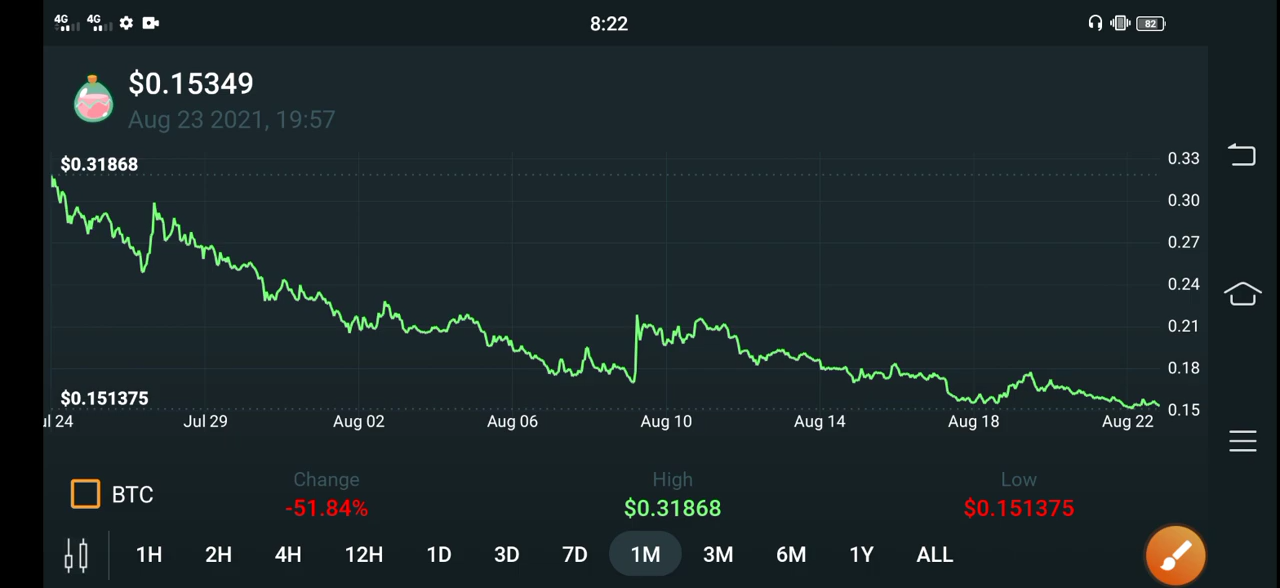 4G 4G 8:22 82
$0.15349
Aug 23 2021, 19:57
$0.31868
0.33
0.30
0.27
0.24
0.21
0.18
0.15
$0.151375
ul 24 Jul 29 Aug 02 Aug 06 Aug 10 Aug 14 Aug 18 Aug 22
Change High Low
BTC -51.84% $0.31868 $0.151375
1H 2H 4H 12H 1D 3D 7D 1M 3M 6M 1Y ALL